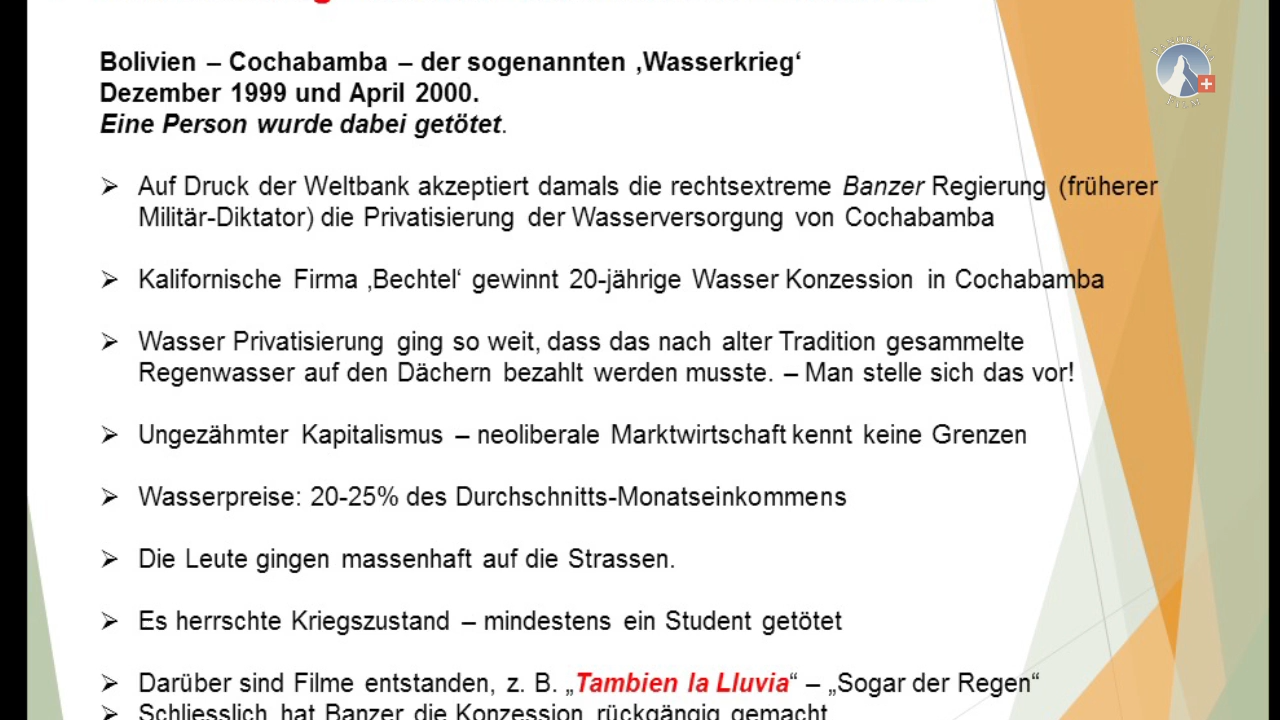 Bolivien – Cochabamba – der sogenannten ‚Wasserkrieg‘
Dezember 1999 und April 2000.
Eine Person wurde dabei getötet.
➢ Auf Druck der Weltbank akzeptiert damals die rechtsextreme Banzer Regierung (früherer
Militär-Diktator) die Privatisierung der Wasserversorgung von Cochabamba
➢ Kalifornische Firma ‚Bechtel‘ gewinnt 20-jährige Wasser Konzession in Cochabamba
➢ Wasser Privatisierung ging so weit, dass das nach alter Tradition gesammelte
Regenwasser auf den Dächern bezahlt werden musste. – Man stelle sich das vor!
➢ Ungezähmter Kapitalismus – neoliberale Marktwirtschaft kennt keine Grenzen
➢ Wasserpreise: 20-25% des Durchschnitts-Monatseinkommens
➢ Die Leute gingen massenhaft auf die Strassen.
➢ Es herrschte Kriegszustand – mindestens ein Student getötet
➢ Darüber sind Filme entstanden, z. B. „Tambien la Lluvia“ – „Sogar der Regen“
➢ Schliesslich hat Banzer die Konzession rückgängig gemacht
PANORAMA
FILM